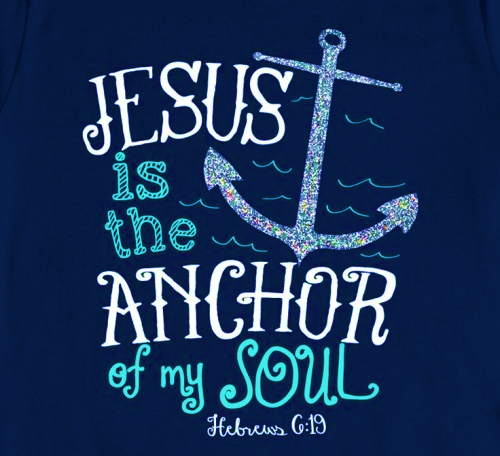 JESUS
is
the
ANCHOR
of my SOUL
Hebrews 6:19